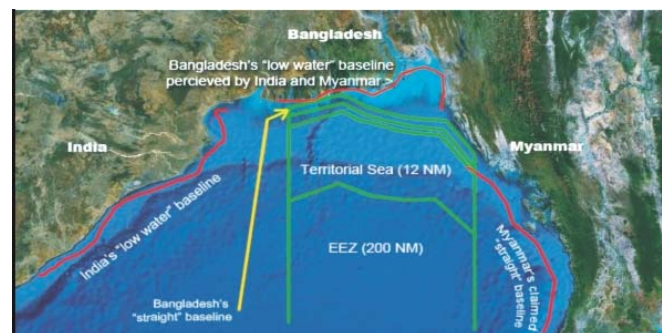 Bangladesh
Bangladesh's "low water" baseline
percieved by India and Myanmar >
India
Myanmar
Territorial Sea (12 NM)
India's "low water" baseline
EEZ (200 NM)
Myanmar's claimed
"straight" baseline
Bangladesh's
"straight" baseline